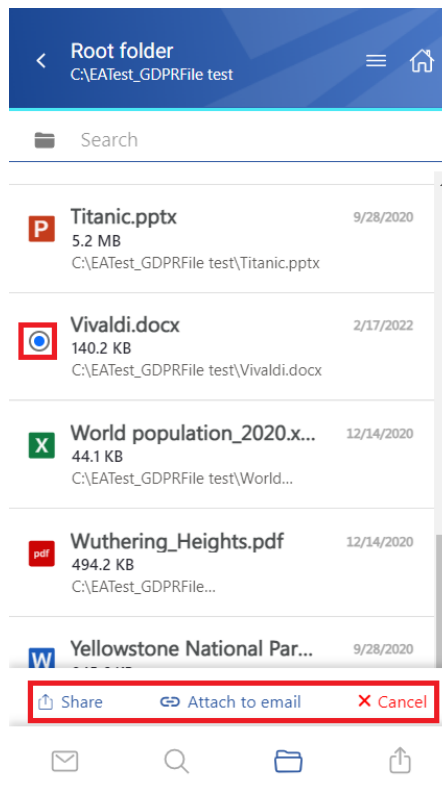 Root folder
C:\EATest_GDPRFile test
Search
P Titanic.pptx 9/28/2020
5.2 MB
C:\EATest_GDPRFile test\Titanic.pptx
Vivaldi.docx 2/17/2022
140.2 KB
C:\EATest_GDPRFile test\Vivaldi.docx
X World population_2020.x... 12/14/2020
44.1 KB
C:\EATest_GDPRFile test\World...
pdf Wuthering_Heights.pdf 12/14/2020
494.2 KB
C:\EATest_GDPRFile...
W Yellowstone National Par... 9/28/2020
Share Attach to email Cancel